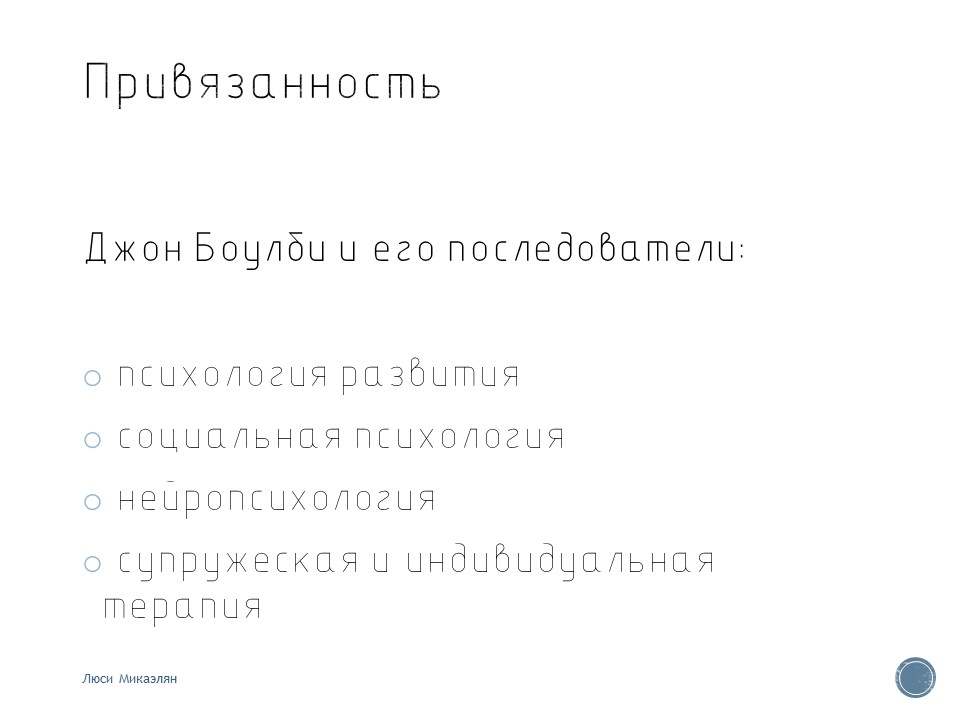 Привязанность
Джон Боулби и его последователи:
o психология развития
o социальная психология
o нейропсихология
o супружеская и индивидуальная
терапия
Люси Микаэлян